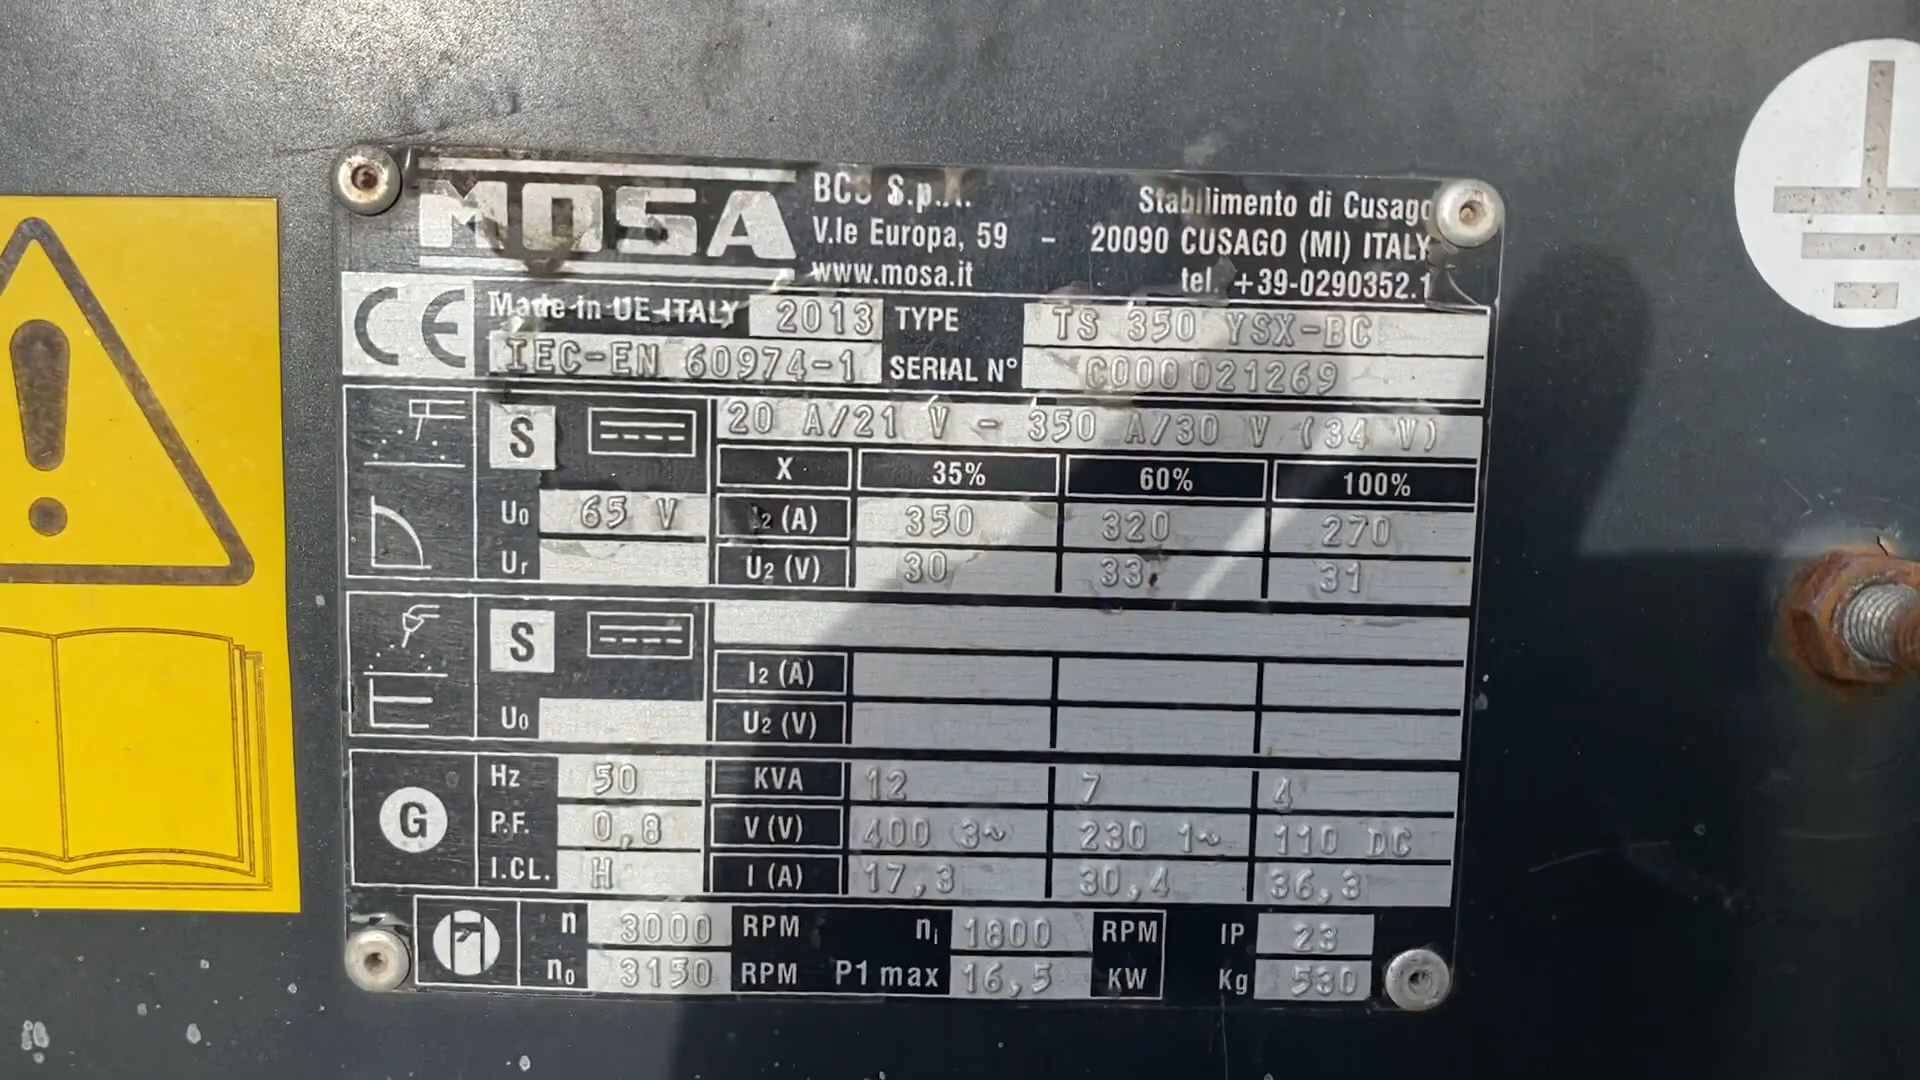 MOSA
BCS S.p.A. Stabilimento di Cusago
V.le Europa, 59 - 20090 CUSAGO (MI) ITALY
www.mosa.it tel. +39-0290352.1
CE Made in UE-ITALY 2013 TYPE TS 350 YSX-BC
IEC-EN 60974-1 SERIAL N° C000021269
S 20 A/21 V - 350 A/30 V (34 V)
X 35% 60% 100%
U0 65 V I2 (A) 350 320 270
Ur U2 (V) 30 33 31
S
I2 (A)
U0 U2 (V)
G Hz 50 KVA 12 7 4
P.F. 0,8 V (V) 400 3~ 230 1~ 110 DC
I.CL. H I (A) 17,3 30,4 36,3
n 3000 RPM ni 1800 RPM IP 23
n0 3150 RPM P1 max 16,5 KW Kg 530